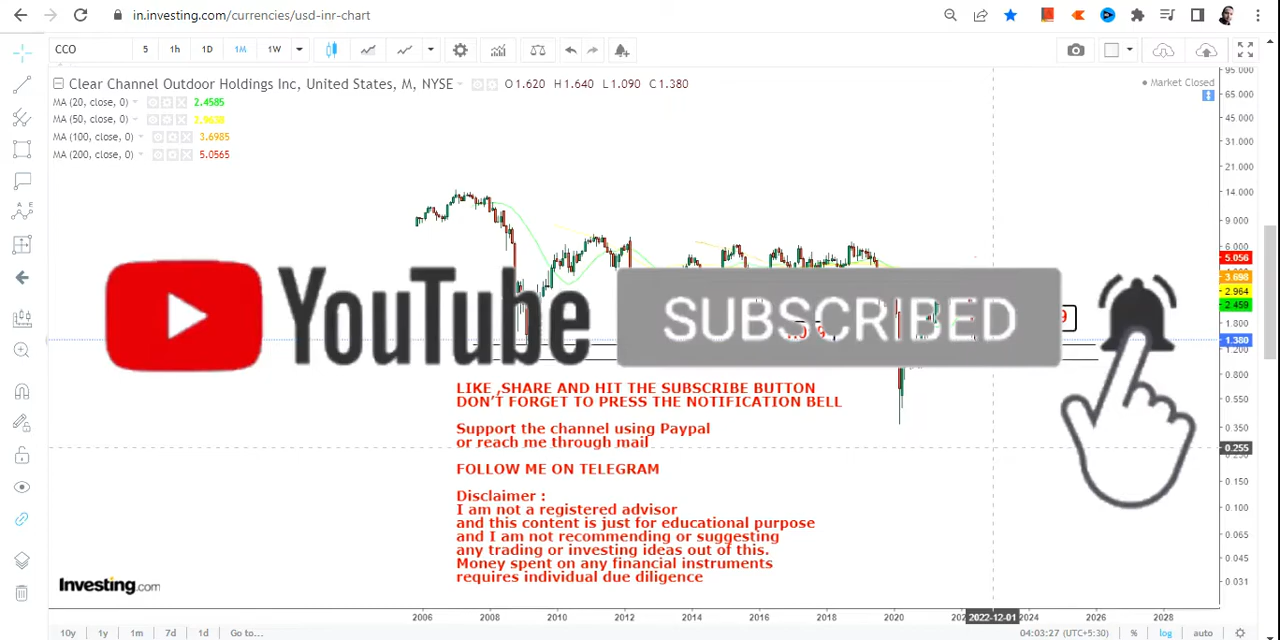 in.investing.com/currencies/usd-inr-chart
CCO 5 1h 1D 1M 1W
Clear Channel Outdoor Holdings Inc, United States, M, NYSE O1.620 H1.640 L1.090 C1.380
Market Closed
MA (20, close, 0) 2.4585
MA (50, close, 0) 2.9638
MA (100, close, 0) 3.6985
MA (200, close, 0) 5.0565
95.000
65.000
45.000
31.000
21.000
14.000
9.000
6.000
5.056
3.698
2.964
2.459
1.800
1.380
1.200
0.800
0.550
0.350
0.255
0.150
0.100
0.065
0.045
0.031
YouTube SUBSCRIBED
LIKE ,SHARE AND HIT THE SUBSCRIBE BUTTON
DON'T FORGET TO PRESS THE NOTIFICATION BELL
Support the channel using Paypal
or reach me through mail
FOLLOW ME ON TELEGRAM
Disclaimer :
I am not a registered advisor
and this content is just for educational purpose
and I am not recommending or suggesting
any trading or investing ideas out of this.
Money spent on any financial instruments
requires individual due diligence
Investing.com
2006 2008 2010 2012 2014 2016 2018 2020 2022-12-01 2024 2026 2028
10y 1y 1m 7d 1d Go to... 04:03:27 (UTC+5:30) % log auto